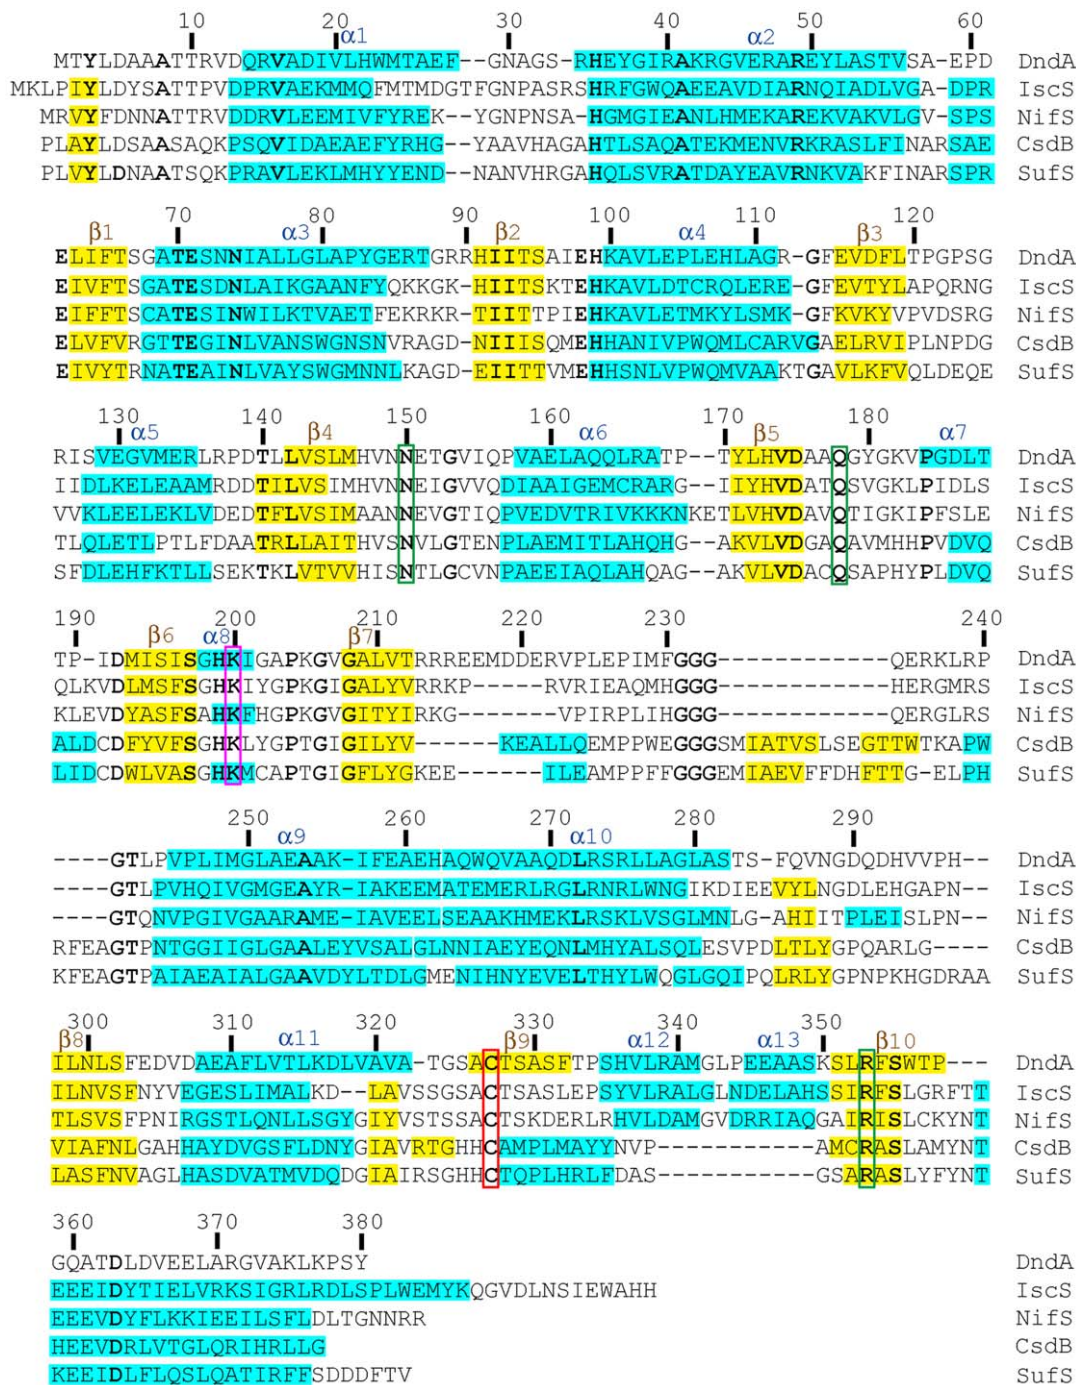 10 20 30 40 50 60
α1 α2
MTYLDAAATTRVDQRVADIVLHWMTAEF--GNAGS-RHEYGIRAKRGVERAREYLASTVSA-EPD DndA
MKLPIYLDYSATTPVDPRVAEKMMQFMTMDGTFGNPASRSHRFGWQAEEAVDIARNQIADLVGA-DPR IscS
MRVYFDNNATTRVDDRVLEEMIVFYREK--YGNPNSA-HGMGIEANLHMEKAREKVAKVLGV-SPS NifS
PLAYLDSAASAQKPSQVIDAEAEFYRHG--YAAVHAGAHTLSAQATEKMENVRKRASLFINARSAE CsdB
PLVYLDNAATSQKPRAVLEKLMHYYEND--NANVHRGAHQLSVRATDAYEAVRNKVAKFINARSPU SufS
70 80 90 100 110 120
β1 α3 β2 α4 β3
ELIFTSGATESNNIALLGLAPYGERTGRRHIITSAIEHKAVLEPLEHLAGR-GFEVDFLTPGPSG DndA
EIVFTSGATESDNLAIKGAANFYQKKGK-HIITSKTEHKAVLDTCRQLERE-GFEVTYLAPQRNG IscS
EIFFTSCATESINWILKTVAETFEKRKR-TIITTPIEHKAVLETMKYLSMK-GFKVKYVPVDSRG NifS
ELVFVRGTTEGINLVANSWGNSNVRAGD-NIIISQMEHHANIVPWQMLCARVGAELRVIPLNPDG CsdB
EIVYTRNATEAINLVAYSWGMNNLKAGD-EIITTVMEHHSNLVPWQMVAAKTGAVLKFVQLDEQE SufS
130 140 150 160 170 180
α5 β4 α6 β5 α7
RISVEGVMERLRPDTLLVSLMHVNNETGVIQPVAELAQQLRATP--TYLHVDAAQGYGKVPGDLT DndA
IIDLKELEAAMRDDTILVSIMHVNNEIGVVQDIAAIGEMCRARG--IIYHVDATQSVGKLPIDLS IscS
VVKLEELEKLVDEDTFLVSIMAANNEVGTIQPVEDVTRIVKKKNKETLVHVDAVQTIGKIPFSLE NifS
TLQLETLPTLFDAATRLLAITHVSNVLGTENPLAEMITLAHQHG--AKVLVDGAQAVMHHPVDVQ CsdB
SFDLEHFKTLLSEKTKLVTVVHISNTLGCVNPAEEIAQLAHQAG--AKVLVDACQSAPHYPLDVQ SufS
190 200 210 220 230 240
β6 α8 β7
TP-IDMISISGHKIGAPKGVGALVTRRREEMDDERVPLEPIMFGGG------------QERKLRP DndA
QLKVDLMSFSGHKIYGPKGIGALYVRRKP------RVRIEAQMHGGG------------HERGMRS IscS
KLEVDYASFSAHKFHGPKGVGITYIRKG-------VPIRPLIHGGG------------QERGLRS NifS
ALDCDFYVFSGHKLYGPTGIGILYV------KEALLQEMPPWEGGGSMIATVSLSEGTTWTKAPW CsdB
LIDCDWLVASGHKMCAPTGIGFLYGKEE------ILEAMPPFFGGGEMIAEVFFDHFTTG-ELPH SufS
250 260 270 280 290
α9 α10
----GTLPVPLIMGLAEAAK-IFEAEHAQWQVAAQDLRSRLLAGLASTS-FQVNGDQDHVVPH-- DndA
----GTLPVHQIVGMGEAYR-IAKEEMATEMERLRGLRNRLWNGIKDIEEVYLNGDLEHGAPN-- IscS
----GTQNVPGIVGAARAME-IAVEELSEAAKHMEKLRSKLVSGLMNLG-AHIITPLEISLPN-- NifS
RFEAGTPNTGGIIGLGAALEYVSALGLNNIAEYEQNLMHYALSQLESVPDLTLYGPQARLG---- CsdB
KFEAGTPAIAEAIALGAAVDYLTDLGMENIHNYEVELTHYLWQGLGQIPQLRLYGPNPKHGDRAA SufS
300 310 320 330 340 350
β8 α11 β9 α12 α13 β10
ILNLSFEDVDAEAFLVTLKDLVAVA-TGSACTSASFTPSHVLRAMGLPEEAASKSLRFSWTP--- DndA
ILNVSFNYVEGESLIMALKD--LAVSSGSACTSASLEPSYVLRALGLNDELAHSSIRFSLGRFTT IscS
TLSVSFPNIRGSTLQNLLSGYGIYVSTSSACTSKDERLRHVLDAMGVDRRIAQGAIRISLCKYNT NifS
VIAFNLGAHHAYDVGSFLDNYGIAVRTGHHCAMPLMAYYNVP----------AMCRASLAMYNT CsdB
LASFNVAGLHASDVATMVDQDGIAIRSGHHCTQPLHRLFDAS----------GSARASLYFYNT SufS
360 370 380
GQATDLDVEELARGVAKLKPSY DndA
EEEIDYTIELVRKSIGRLRDLSPLWEMYKQGVDLNSIEWAHH IscS
EEEVDYFLKKIEEILSFLDLTGNNRR NifS
HEEVDRLVTGLQRIHRLLG CsdB
KEEIDLFLQSLQATIRFFSDDDFTV SufS